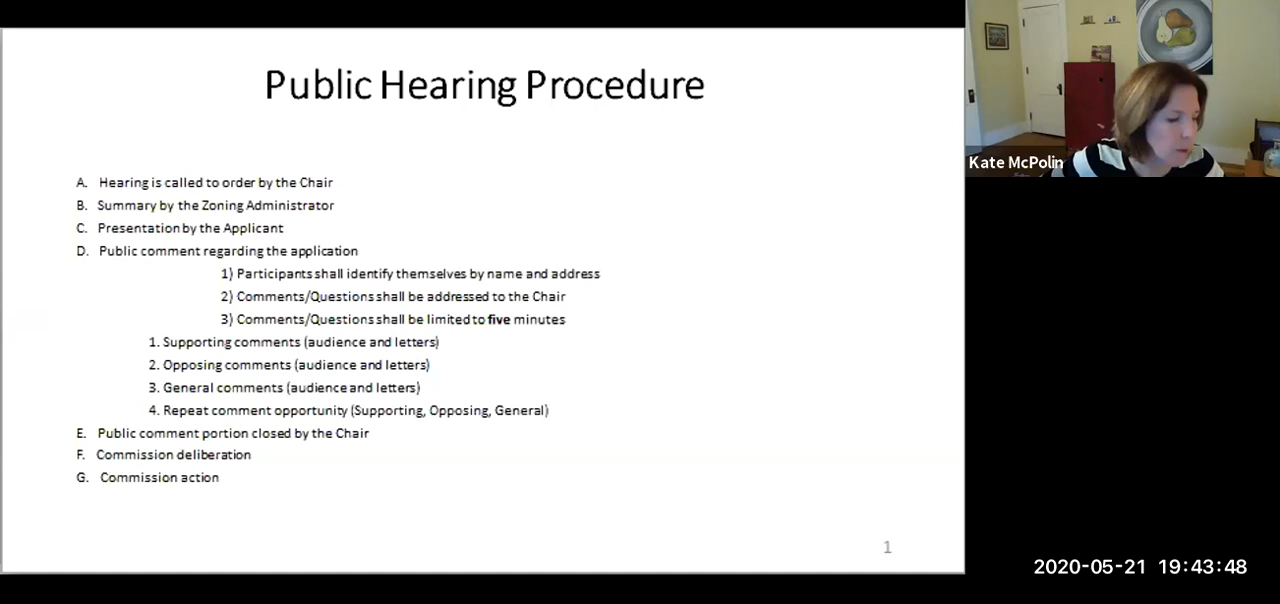 Public Hearing Procedure
A. Hearing is called to order by the Chair
B. Summary by the Zoning Administrator
C. Presentation by the Applicant
D. Public comment regarding the application
1) Participants shall identify themselves by name and address
2) Comments/Questions shall be addressed to the Chair
3) Comments/Questions shall be limited to five minutes
1. Supporting comments (audience and letters)
2. Opposing comments (audience and letters)
3. General comments (audience and letters)
4. Repeat comment opportunity (Supporting, Opposing, General)
E. Public comment portion closed by the Chair
F. Commission deliberation
G. Commission action
1
Kate McPolin
2020-05-21 19:43:48